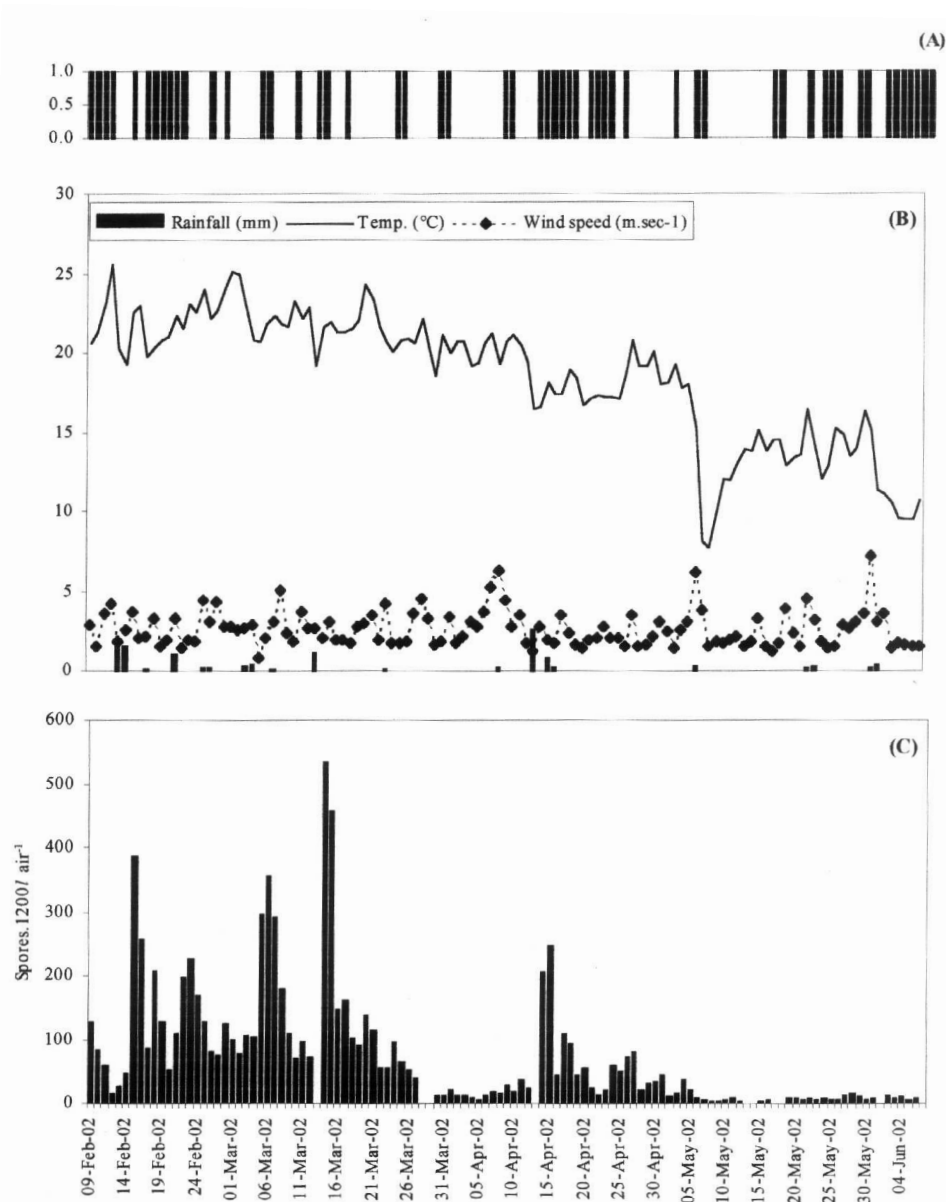 (A)
1.0
0.5
0.0
30
25
20
15
10
5
0
Rainfall (mm) Temp. (°C) Wind speed (m.sec-1)
(B)
600
500
400
300
200
100
0
(C)
Spores.1200l air⁻¹
09-Feb-02
14-Feb-02
19-Feb-02
24-Feb-02
01-Mar-02
06-Mar-02
11-Mar-02
16-Mar-02
21-Mar-02
26-Mar-02
31-Mar-02
05-Apr-02
10-Apr-02
15-Apr-02
20-Apr-02
25-Apr-02
30-Apr-02
05-May-02
10-May-02
15-May-02
20-May-02
25-May-02
30-May-02
04-Jun-02